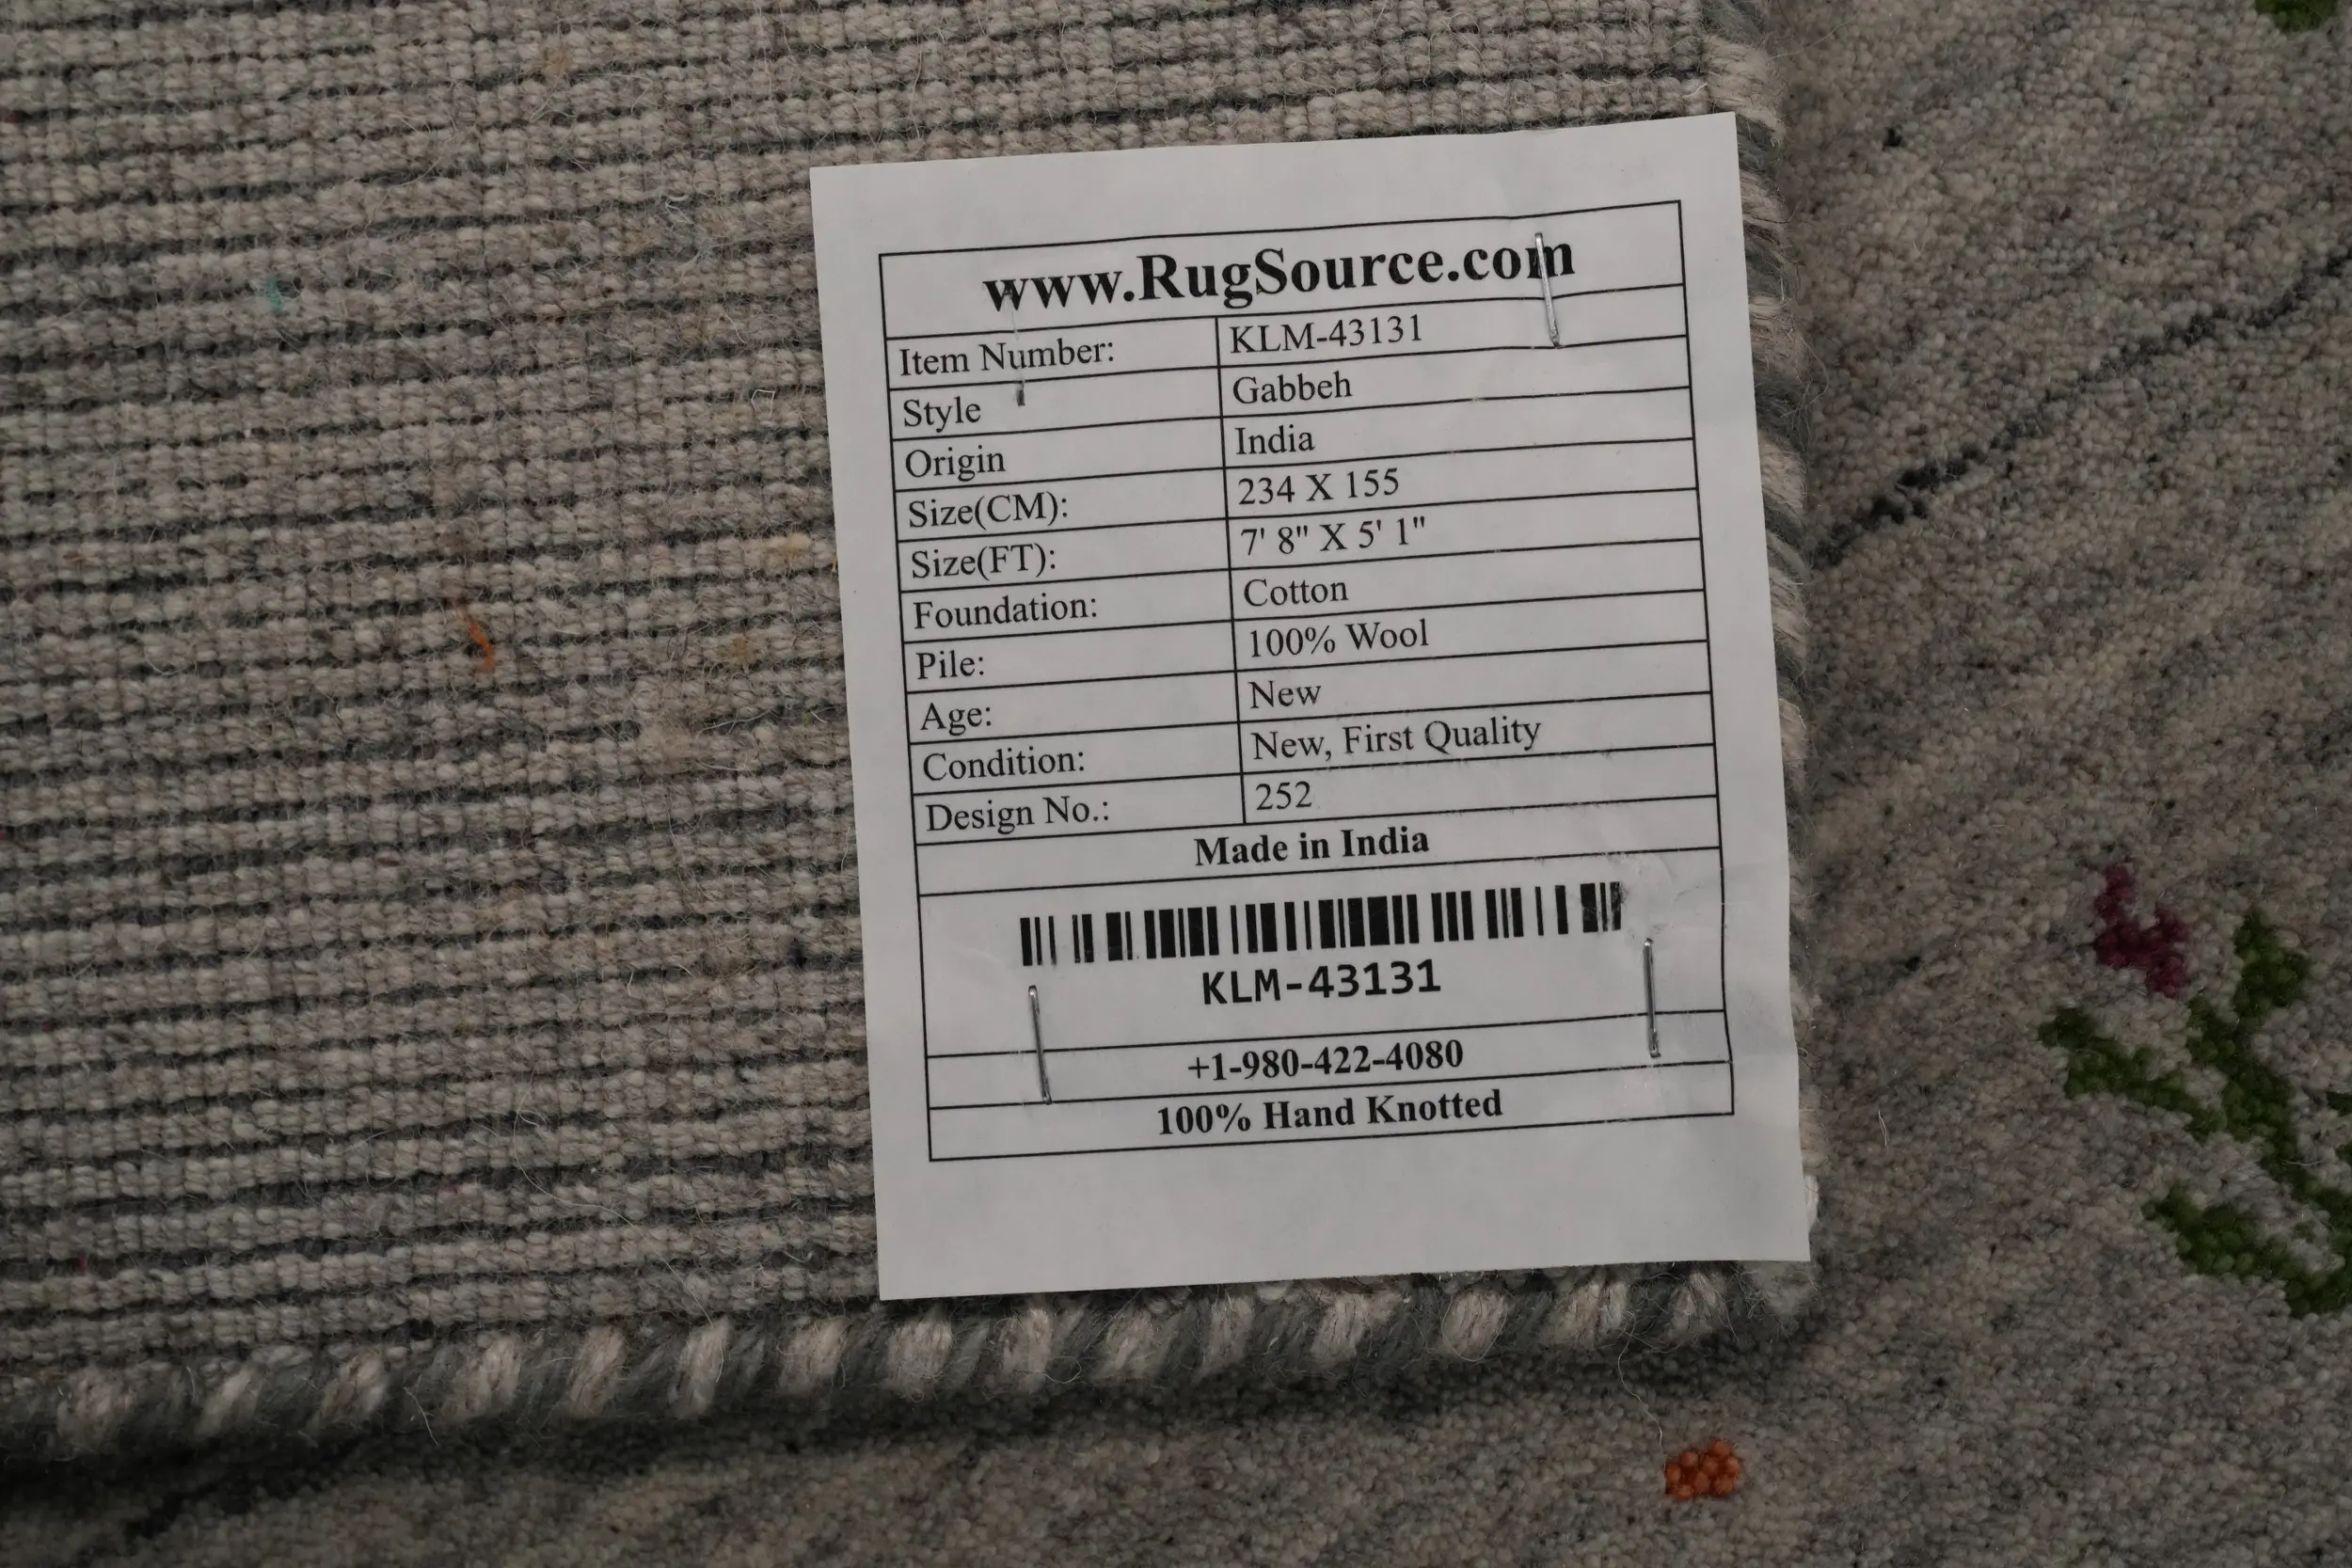 www.RugSource.com
Item Number: KLM-43131
Style Gabbeh
Origin India
Size(CM): 234 X 155
Size(FT): 7' 8" X 5' 1"
Foundation: Cotton
Pile: 100% Wool
Age: New
Condition: New, First Quality
Design No.: 252
Made in India
KLM-43131
+1-980-422-4080
100% Hand Knotted